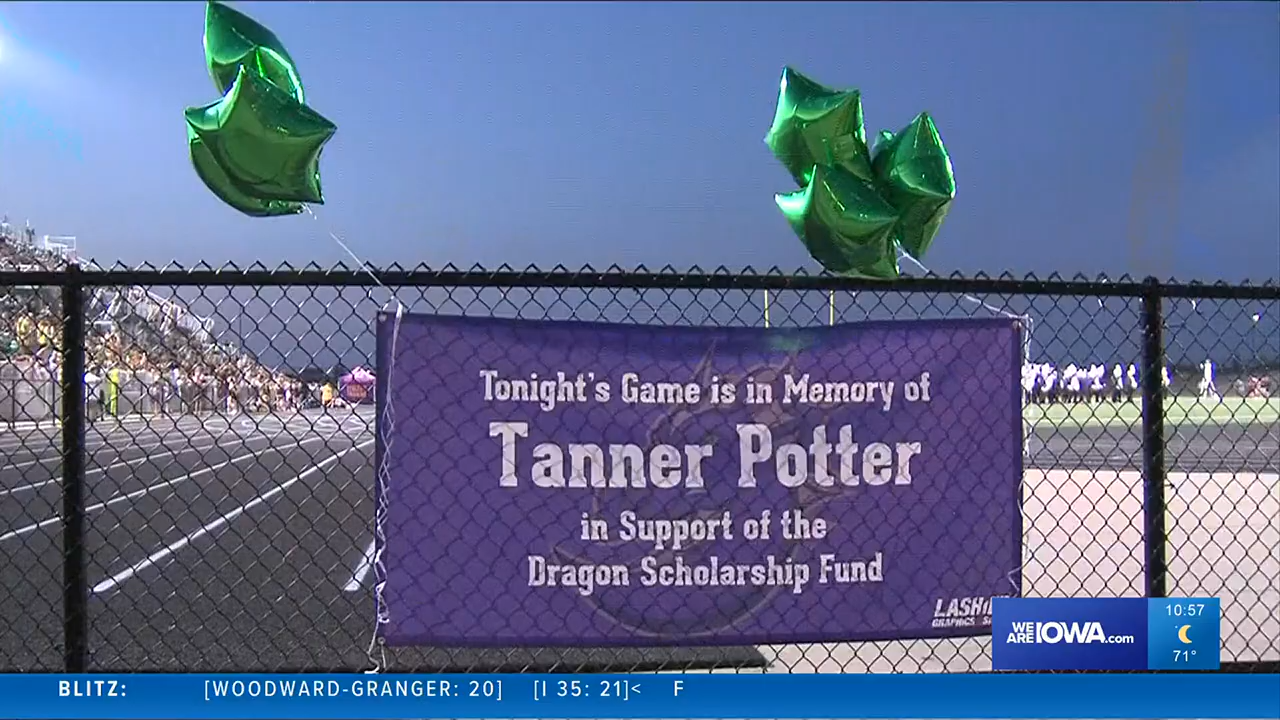 Tonight's Game is in Memory of
Tanner Potter
in Support of the
Dragon Scholarship Fund
GRAPHICS
WE ARE IOWA.com
10:57
71°
BLITZ: [WOODWARD-GRANGER: 20] [I 35: 21]< F